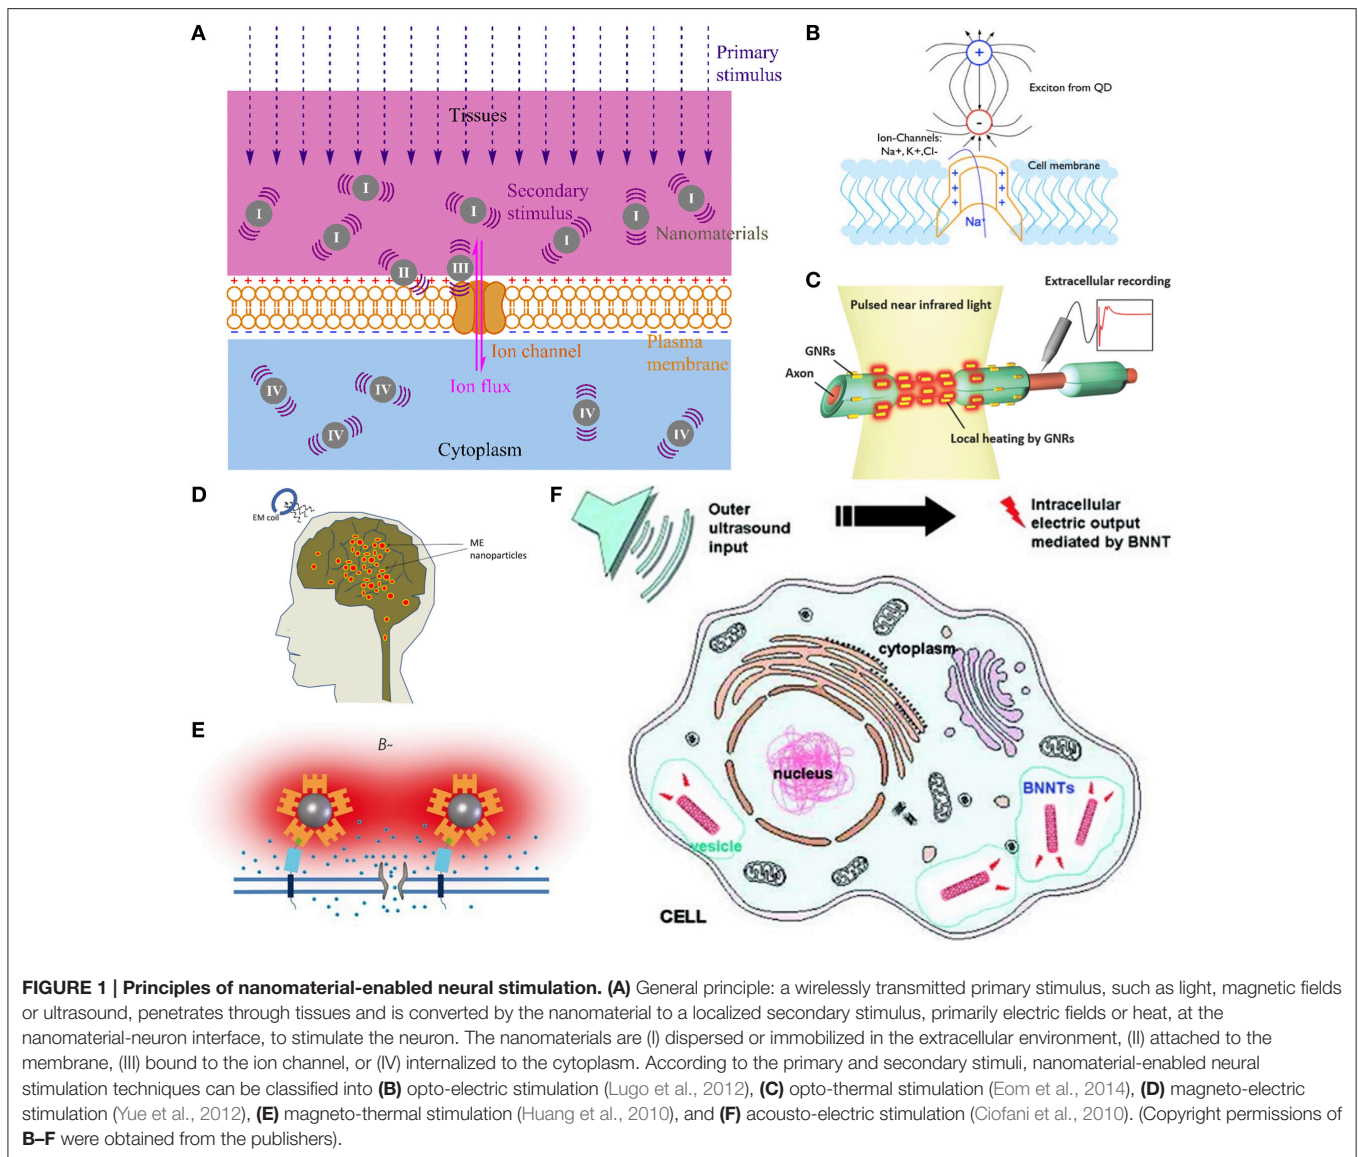 A
Primary
stimulus
Tissues
I
I
I
I
I
I
I
Secondary
stimulus
Nanomaterials
II
III
+ + + + + + + + + + + + + + + + + + + + + + + + + + + + +
Ion channel
Plasma
membrane
Ion flux
IV
IV
IV
IV
IV
Cytoplasm
B
+
Exciton from QD
-
Ion-Channels:
Na+, K+,Cl-
Cell membrane
+ +
+ +
+ +
Na+
C
Extracellular recording
Pulsed near infrared light
GNRs
Axon
Local heating by GNRs
D
EM coil
ME
nanoparticles
E
B~
F
Outer
ultrasound
input
Intracellular
electric output
mediated by BNNT
cytoplasm
nucleus
BNNTs
vesicle
CELL
FIGURE 1 | Principles of nanomaterial-enabled neural stimulation. (A) General principle: a wirelessly transmitted primary stimulus, such as light, magnetic fields
or ultrasound, penetrates through tissues and is converted by the nanomaterial to a localized secondary stimulus, primarily electric fields or heat, at the
nanomaterial-neuron interface, to stimulate the neuron. The nanomaterials are (I) dispersed or immobilized in the extracellular environment, (II) attached to the
membrane, (III) bound to the ion channel, or (IV) internalized to the cytoplasm. According to the primary and secondary stimuli, nanomaterial-enabled neural
stimulation techniques can be classified into (B) opto-electric stimulation (Lugo et al., 2012), (C) opto-thermal stimulation (Eom et al., 2014), (D) magneto-electric
stimulation (Yue et al., 2012), (E) magneto-thermal stimulation (Huang et al., 2010), and (F) acousto-electric stimulation (Ciofani et al., 2010). (Copyright permissions of
B–F were obtained from the publishers).